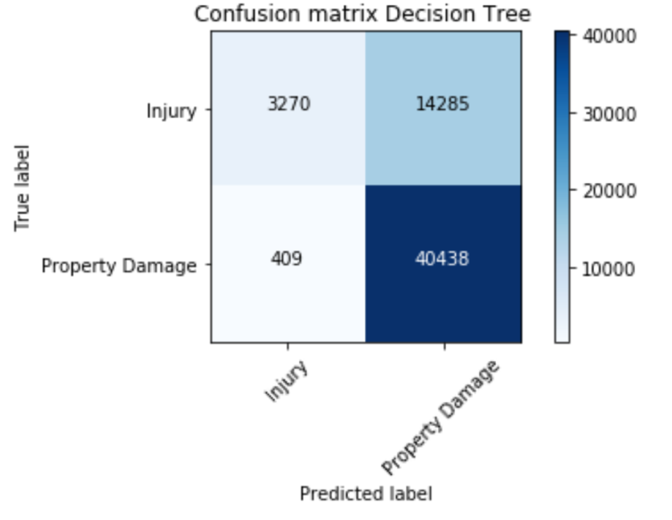 Confusion matrix Decision Tree
True label
Injury
Property Damage
3270
14285
409
40438
Injury
Property Damage
Predicted label
40000
30000
20000
10000